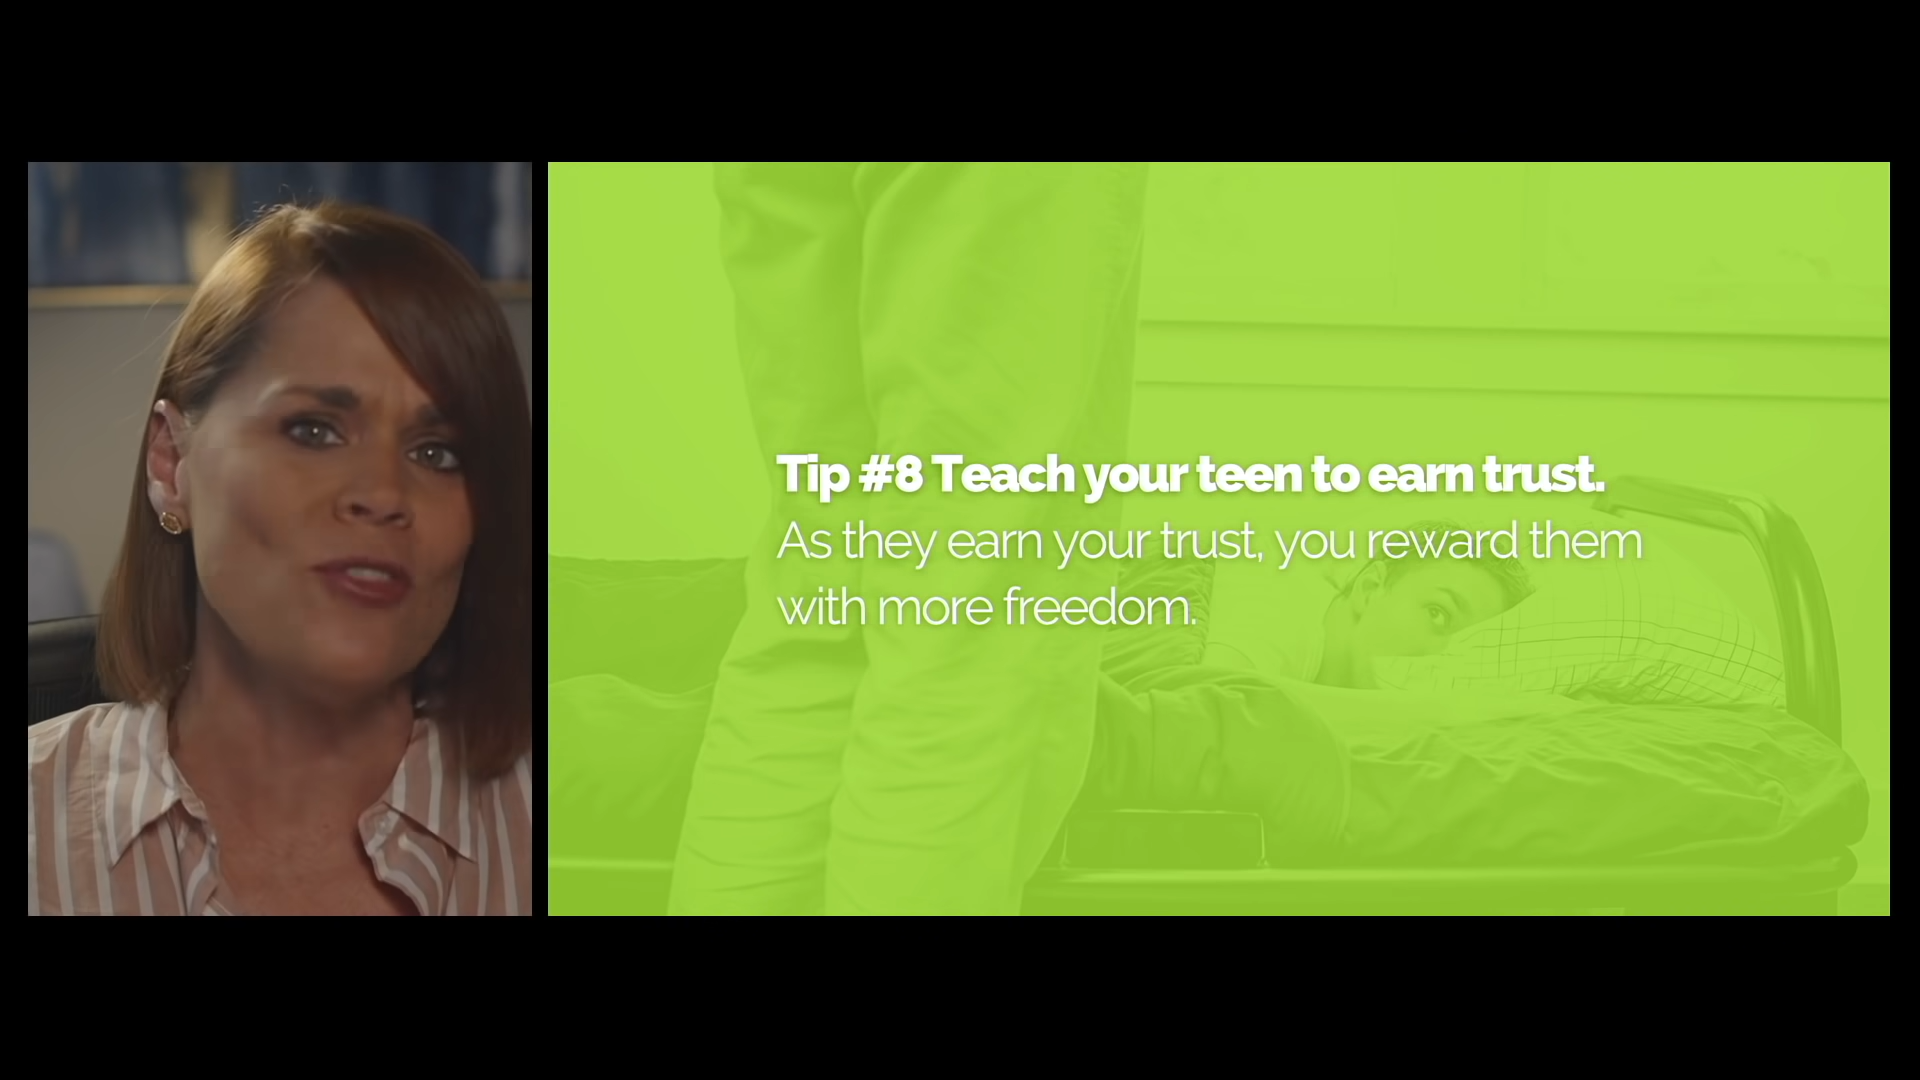 Tip #8 Teach your teen to earn trust.
As they earn your trust, you reward them
with more freedom.